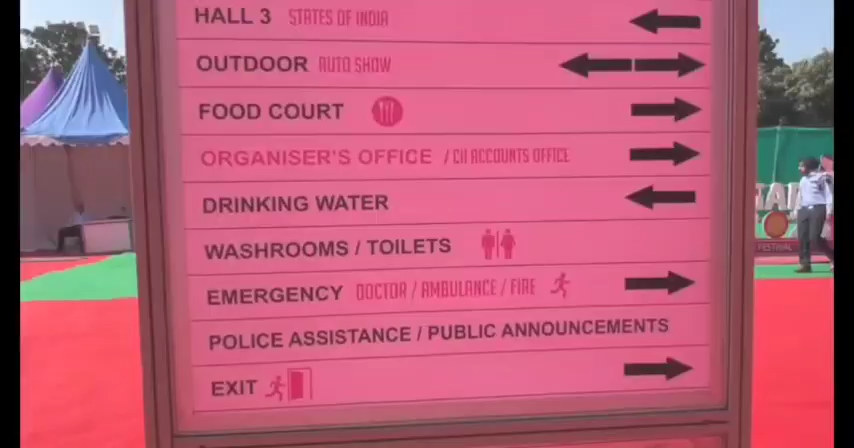 HALL 3 STATES OF INDIA
OUTDOOR AUTO SHOW
FOOD COURT
ORGANISER'S OFFICE / CII ACCOUNTS OFFICE
DRINKING WATER
WASHROOMS / TOILETS
EMERGENCY DOCTOR / AMBULANCE / FIRE
POLICE ASSISTANCE / PUBLIC ANNOUNCEMENTS
EXIT
FESTIVAL